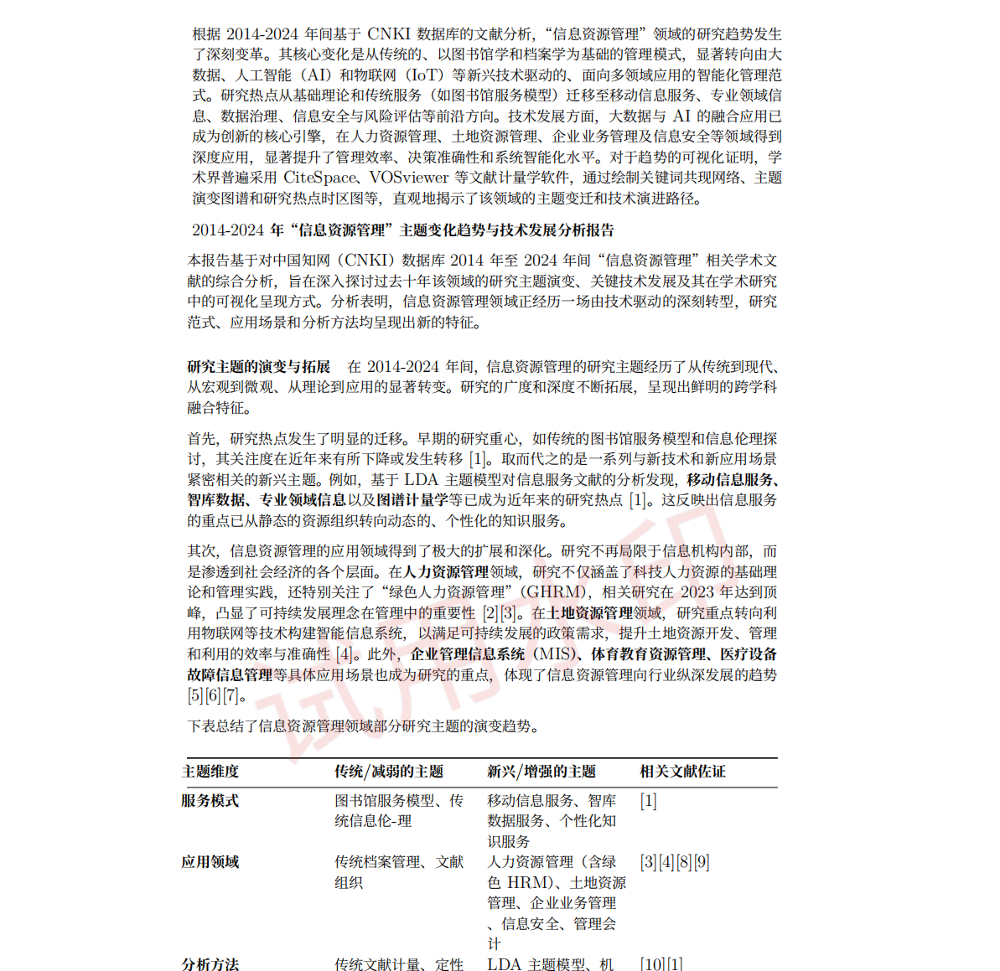 根据 2014-2024 年间基于 CNKI 数据库的文献分析，“信息资源管理”领域的研究趋势发生
了深刻变革。其核心变化是从传统的、以图书馆学和档案学为基础的管理模式，显著转向由大
数据、人工智能（AI）和物联网（IoT）等新兴技术驱动的、面向多领域应用的智能化管理范
式。研究热点从基础理论和传统服务（如图书馆服务模型）迁移至移动信息服务、专业领域信
息、数据治理、信息安全与风险评估等前沿方向。技术发展方面，大数据与 AI 的融合应用已
成为创新的核心引擎，在人力资源管理、土地资源管理、企业业务管理及信息安全等领域得到
深度应用，显著提升了管理效率、决策准确性和系统智能化水平。对于趋势的可视化证明，学
术界普遍采用 CiteSpace、VOSviewer 等文献计量学软件，通过绘制关键词共现网络、主题
演变图谱和研究热点时区图等，直观地揭示了该领域的主题变迁和技术演进路径。
2014-2024 年“信息资源管理”主题变化趋势与技术发展分析报告
本报告基于对中国知网（CNKI）数据库 2014 年至 2024 年间“信息资源管理”相关学术文
献的综合分析，旨在深入探讨过去十年该领域的研究主题演变、关键技术发展及其在学术研究
中的可视化呈现方式。分析表明，信息资源管理领域正经历一场由技术驱动的深刻转型，研究
范式、应用场景和分析方法均呈现出新的特征。
研究主题的演变与拓展 在 2014-2024 年间，信息资源管理的研究主题经历了从传统到现代、
从宏观到微观、从理论到应用的显著转变。研究的广度和深度不断拓展，呈现出鲜明的跨学科
融合特征。
首先，研究热点发生了明显的迁移。早期的研究重心，如传统的图书馆服务模型和信息伦理探
讨，其关注度在近年来有所下降或发生转移 [1]。取而代之的是一系列与新技术和新应用场景
紧密相关的新兴主题。例如，基于 LDA 主题模型对信息服务文献的分析发现，移动信息服务、
智库数据、专业领域信息以及图谱计量学等已成为近年来的研究热点 [1]。这反映出信息服务
的重点已从静态的资源组织转向动态的、个性化的知识服务。
其次，信息资源管理的应用领域得到了极大的扩展和深化。研究不再局限于信息机构内部，而
是渗透到社会经济的各个层面。在人力资源管理领域，研究不仅涵盖了科技人力资源的基础理
论和管理实践，还特别关注了“绿色人力资源管理”（GHRM），相关研究在 2023 年达到顶
峰，凸显了可持续发展理念在管理中的重要性 [2][3]。在土地资源管理领域，研究重点转向利
用物联网等技术构建智能信息系统，以满足可持续发展的政策需求，提升土地资源开发、管理
和利用的效率与准确性 [4]。此外，企业管理信息系统（MIS）、体育教育资源管理、医疗设备
故障信息管理等具体应用场景也成为研究的重点，体现了信息资源管理向行业纵深发展的趋势
[5][6][7]。
下表总结了信息资源管理领域部分研究主题的演变趋势。
主题维度 传统/减弱的主题 新兴/增强的主题 相关文献佐证
服务模式 图书馆服务模型、传 移动信息服务、智库 [1]
统信息伦-理 数据服务、个性化知
识服务
应用领域 传统档案管理、文献 人力资源管理（含绿 [3][4][8][9]
组织 色 HRM）、土地资源
管理、企业业务管理
、信息安全、管理会
计
分析方法 传统文献计量、定性 LDA 主题模型、机 [10][1]
试用水印